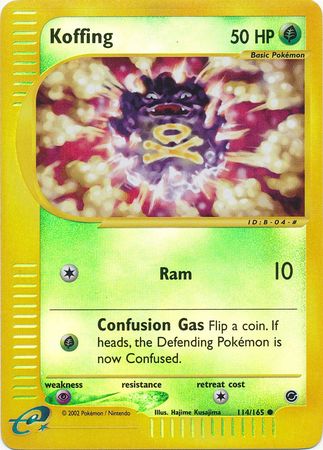 Koffing 50 HP
Basic Pokémon
ID:B-04-#
Ram 10
Confusion Gas Flip a coin. If
heads, the Defending Pokémon is
now Confused.
weakness resistance retreat cost
e
© 2002 Pokémon / Nintendo Illus. Hajime Kusajima 114/165